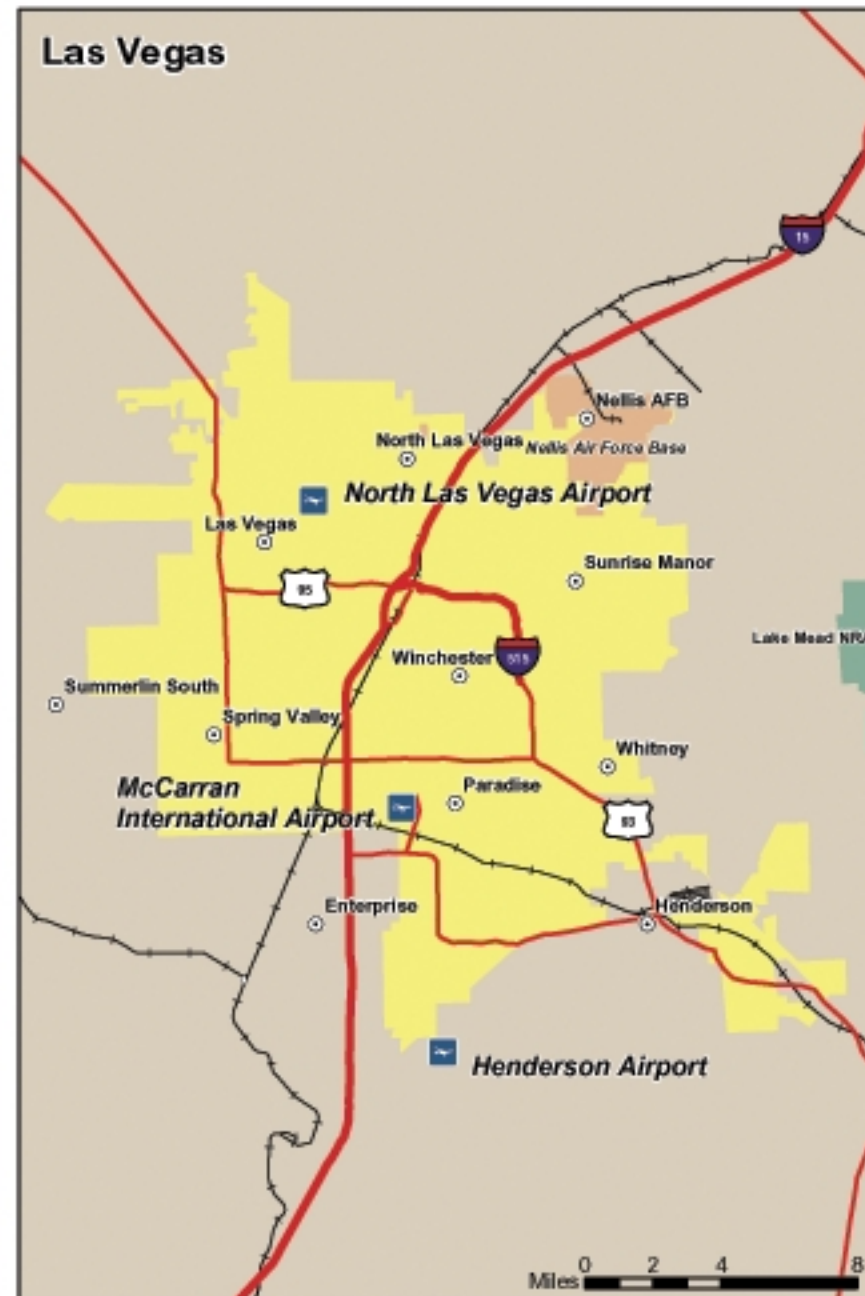 Las Vegas
15
Nellis AFB
North Las Vegas
Nellis Air Force Base
North Las Vegas Airport
Las Vegas
Sunrise Manor
95
Lake Mead NRA
Winchester
515
Summerlin South
Spring Valley
Whitney
McCarran
International Airport
Paradise
93
Enterprise
Henderson
Henderson Airport
0 2 4 8
Miles